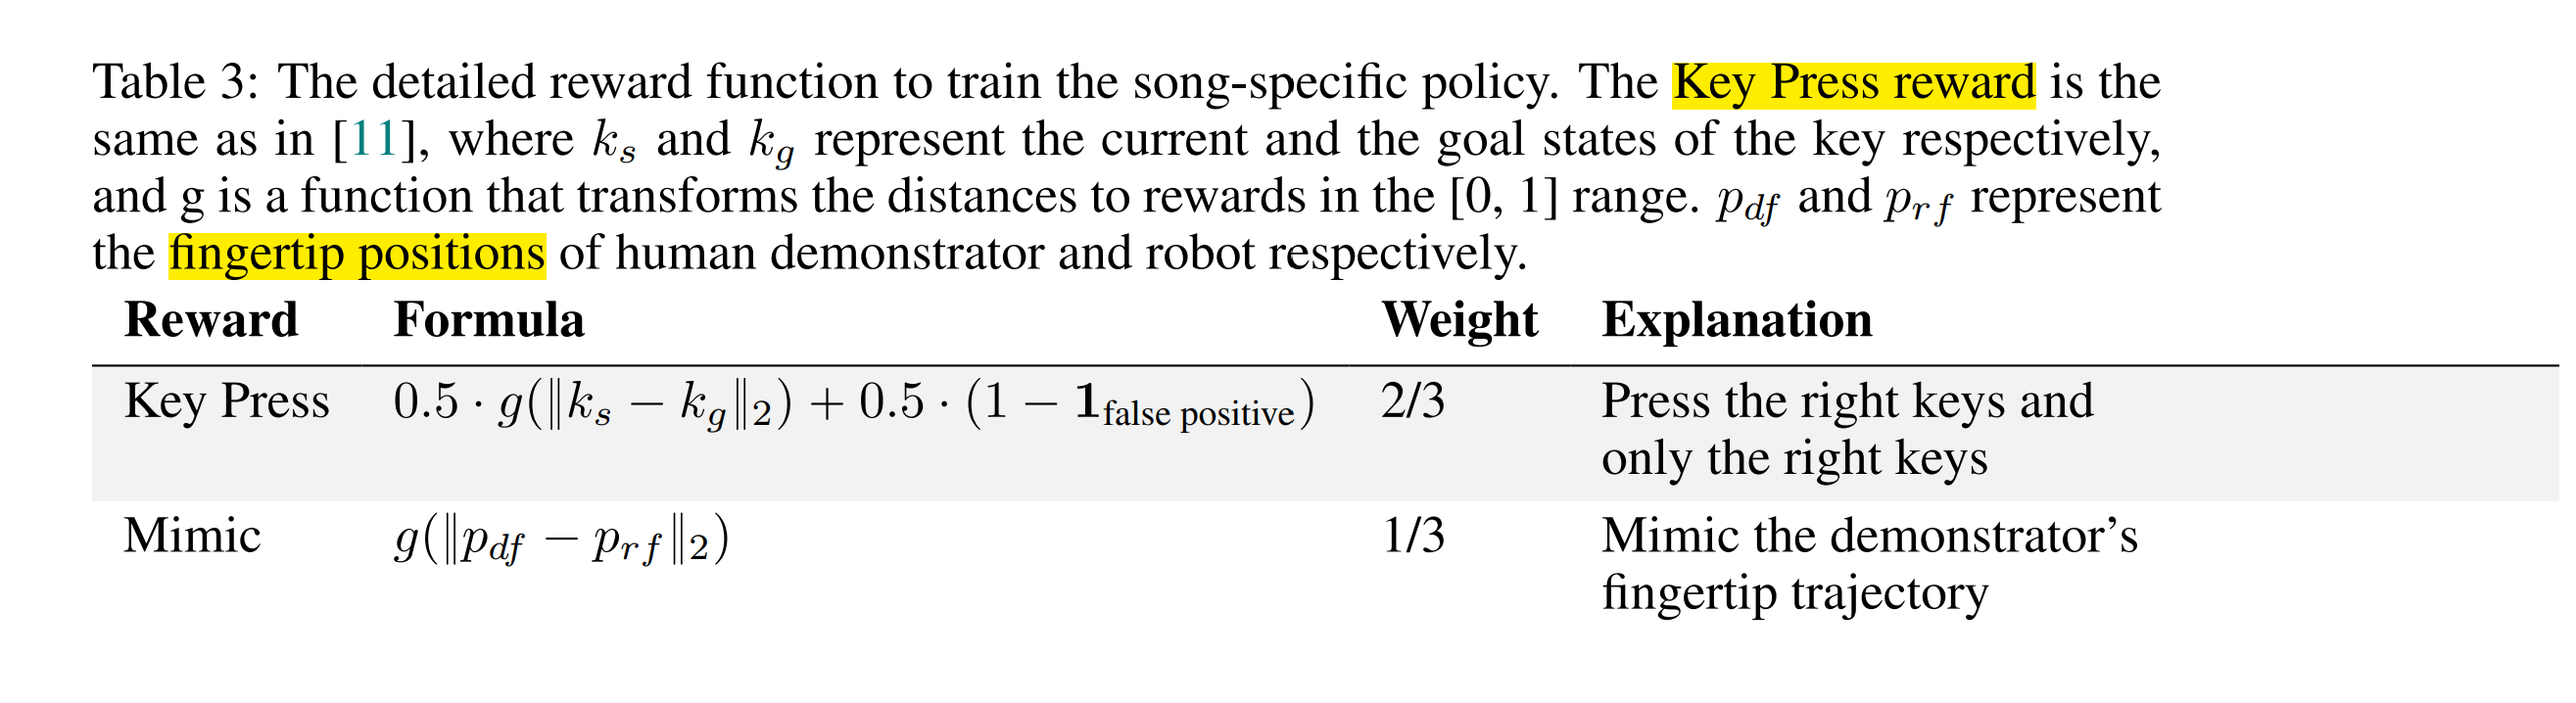 Table 3: The detailed reward function to train the song-specific policy. The Key Press reward is the
same as in [11], where k_s and k_g represent the current and the goal states of the key respectively,
and g is a function that transforms the distances to rewards in the [0, 1] range. p_{df} and p_{rf} represent
the fingertip positions of human demonstrator and robot respectively.
Reward Formula Weight Explanation
Key Press 0.5 · g(‖k_s − k_g‖_2) + 0.5 · (1 − 1_{false positive}) 2/3 Press the right keys and
only the right keys
Mimic g(‖p_{df} − p_{rf}‖_2) 1/3 Mimic the demonstrator’s
fingertip trajectory